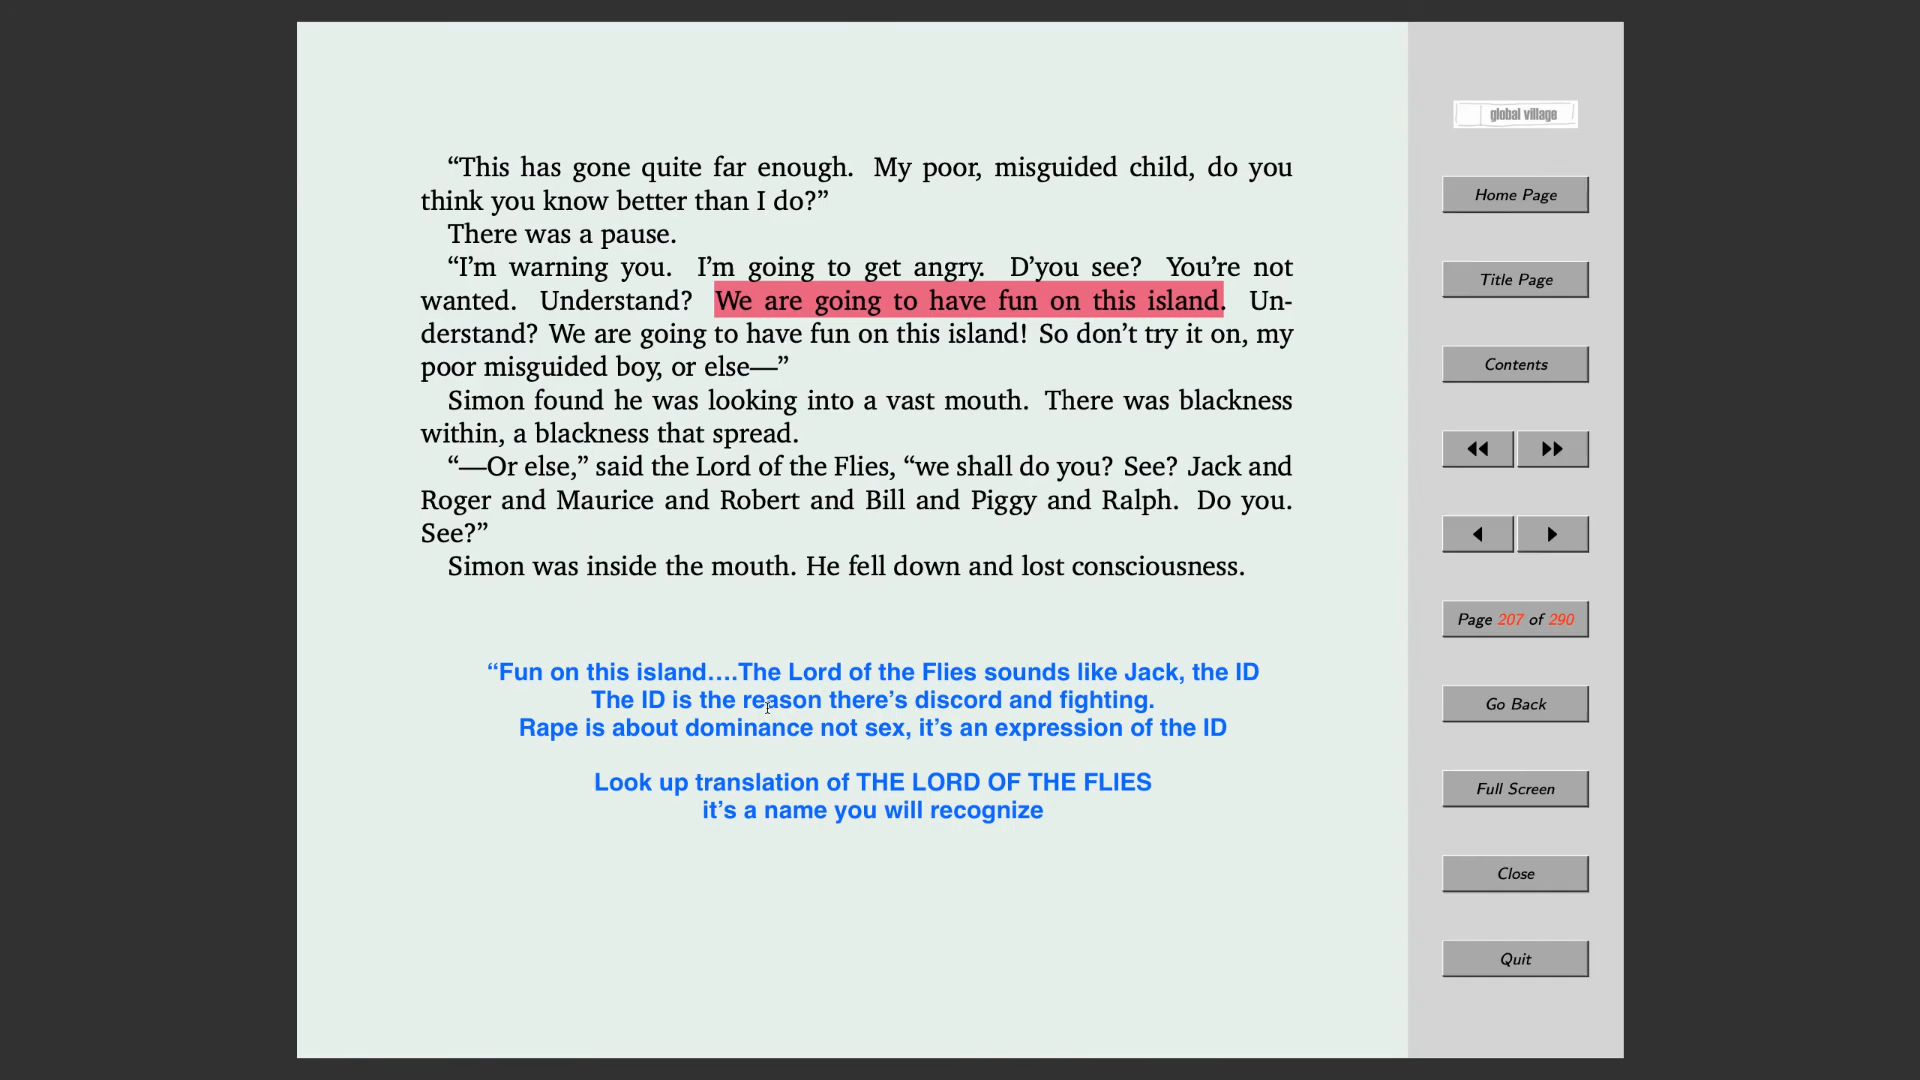 “This has gone quite far enough. My poor, misguided child, do you
think you know better than I do?”
There was a pause.
“I’m warning you. I’m going to get angry. D’you see? You’re not
wanted. Understand? We are going to have fun on this island. Un-
derstand? We are going to have fun on this island! So don’t try it on, my
poor misguided boy, or else—”
Simon found he was looking into a vast mouth. There was blackness
within, a blackness that spread.
“—Or else,” said the Lord of the Flies, “we shall do you? See? Jack and
Roger and Maurice and Robert and Bill and Piggy and Ralph. Do you.
See?”
Simon was inside the mouth. He fell down and lost consciousness.
“Fun on this island….The Lord of the Flies sounds like Jack, the ID
The ID is the reason there’s discord and fighting.
Rape is about dominance not sex, it’s an expression of the ID
Look up translation of THE LORD OF THE FLIES
it’s a name you will recognize
global village
Home Page
Title Page
Contents
Page 207 of 290
Go Back
Full Screen
Close
Quit